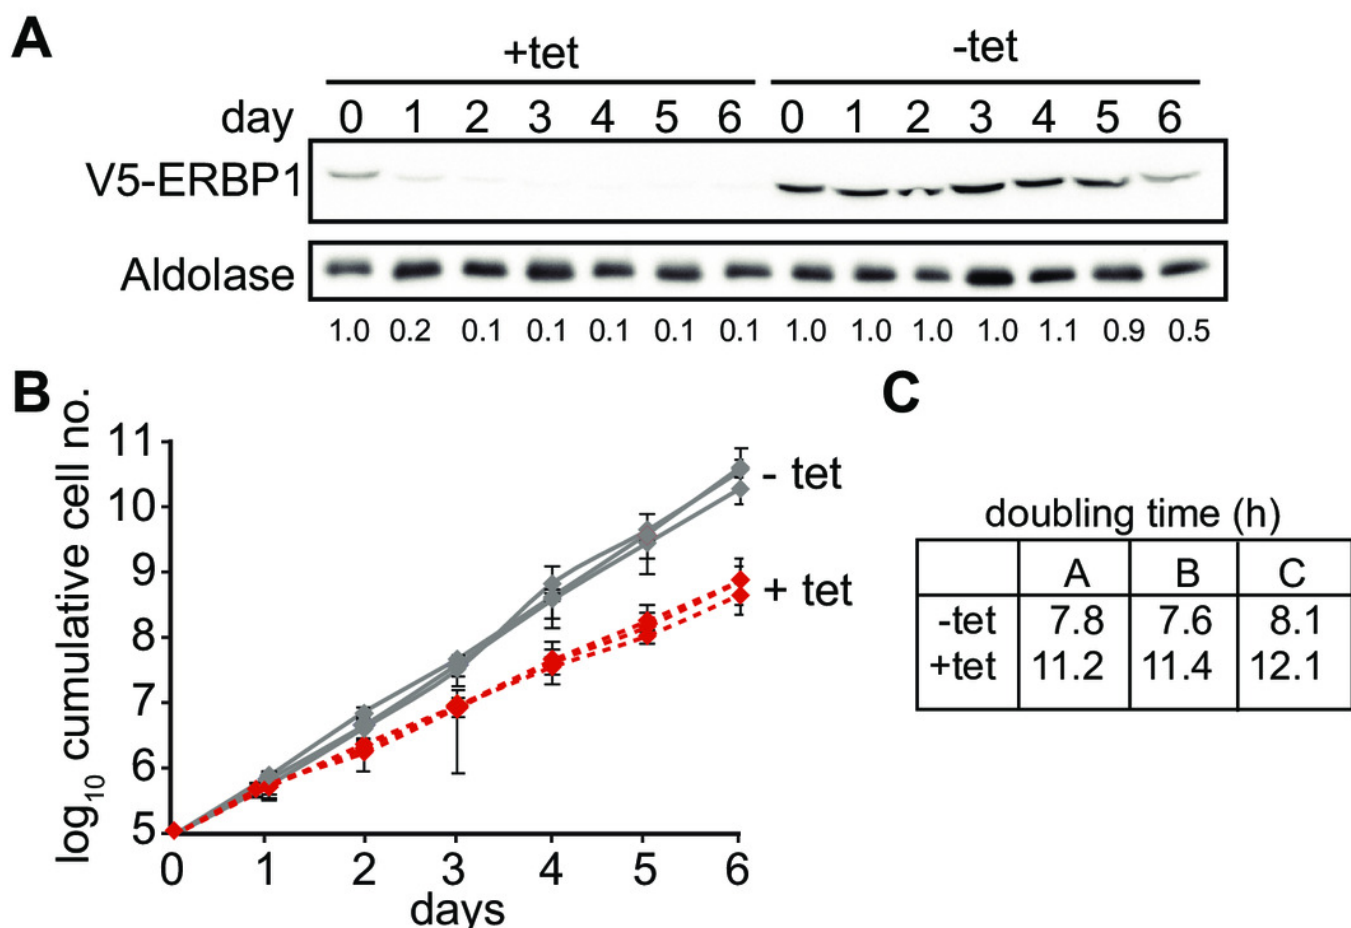 A
+tet -tet
day 0 1 2 3 4 5 6 0 1 2 3 4 5 6
V5-ERBP1
Aldolase
1.0 0.2 0.1 0.1 0.1 0.1 0.1 1.0 1.0 1.0 1.0 1.1 0.9 0.5
B
log10 cumulative cell no.
11
10
9
8
7
6
5
- tet
+ tet
0 1 2 3 4 5 6
days
C
doubling time (h)
A B C
-tet 7.8 7.6 8.1
+tet 11.2 11.4 12.1